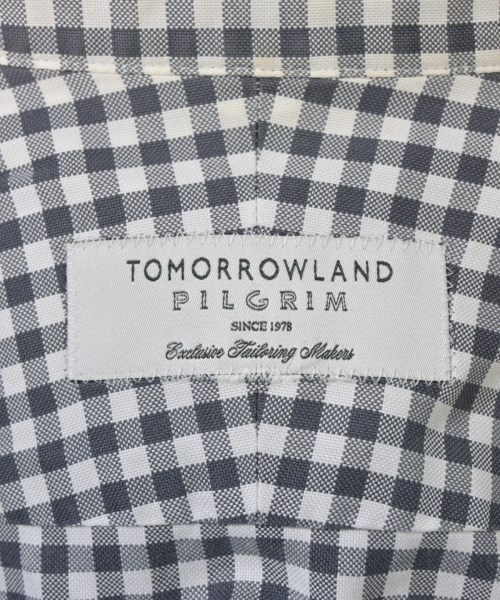 TOMORROWLAND
PILGRIM
SINCE 1978
Exclusive Tailoring Makers